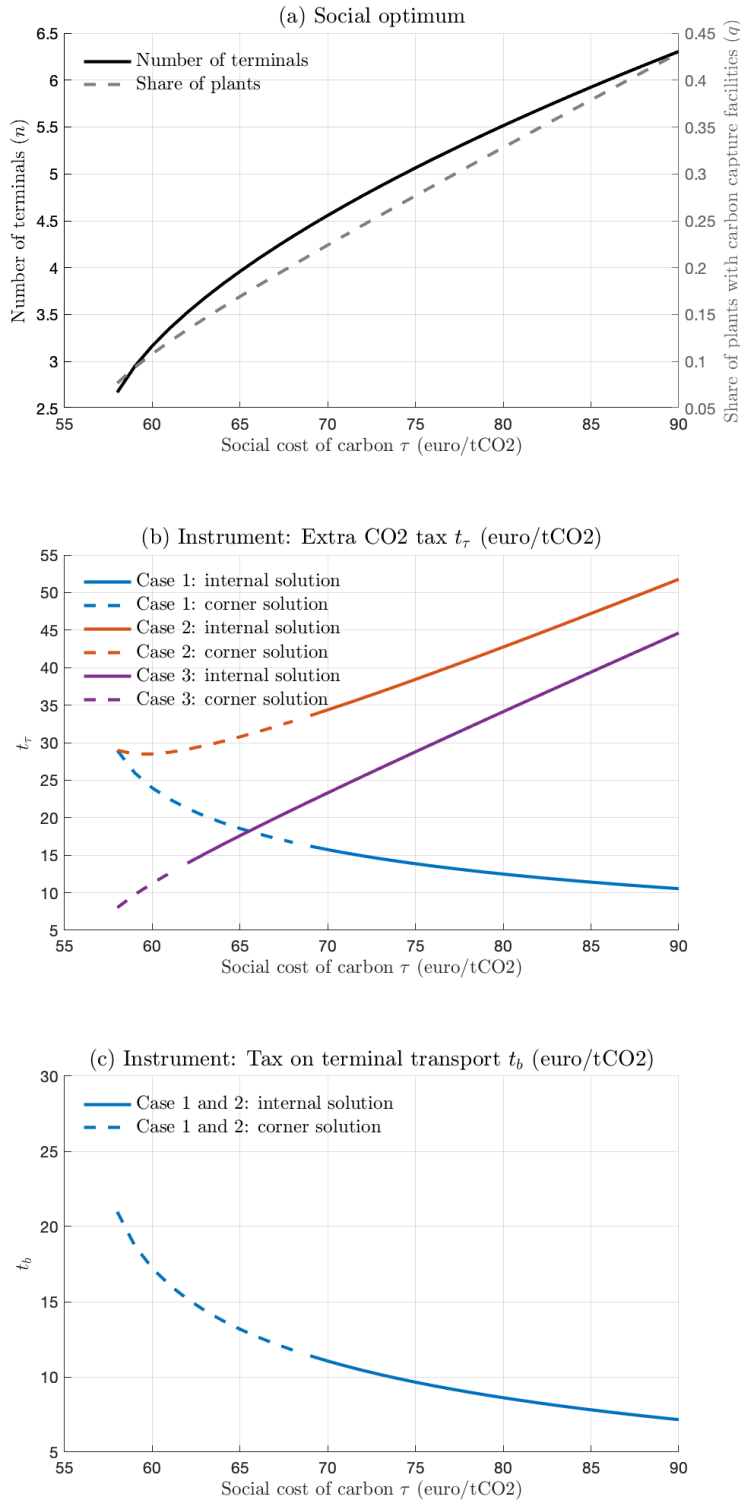 (a) Social optimum
6.5
6
5.5
5
4.5
4
3.5
3
2.5
Number of terminals (n)
Number of terminals
Share of plants
0.45
0.4
0.35
0.3
0.25
0.2
0.15
0.1
0.05
Share of plants with carbon capture facilities (q)
55 60 65 70 75 80 85 90
Social cost of carbon τ (euro/tCO2)
(b) Instrument: Extra CO2 tax t_τ (euro/tCO2)
55
50
45
40
35
30
25
20
15
10
5
t_τ
Case 1: internal solution
Case 1: corner solution
Case 2: internal solution
Case 2: corner solution
Case 3: internal solution
Case 3: corner solution
55 60 65 70 75 80 85 90
Social cost of carbon τ (euro/tCO2)
(c) Instrument: Tax on terminal transport t_b (euro/tCO2)
30
25
20
15
10
5
t_b
Case 1 and 2: internal solution
Case 1 and 2: corner solution
55 60 65 70 75 80 85 90
Social cost of carbon τ (euro/tCO2)